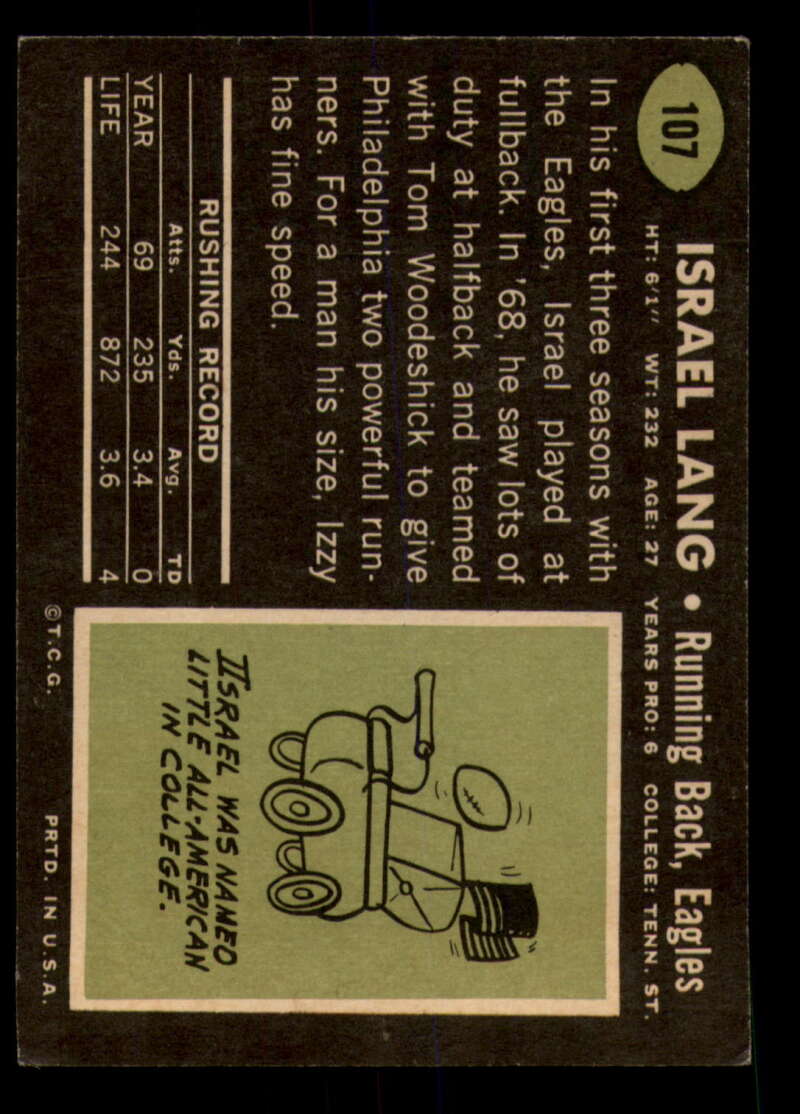 107
ISRAEL LANG • Running Back, Eagles
HT: 6'1" WT: 232 AGE: 27 YEARS PRO: 6 COLLEGE: TENN. ST.
In his first three seasons with
the Eagles, Israel played at
fullback. In '68, he saw lots of
duty at halfback and teamed
with Tom Woodeshick to give
Philadelphia two powerful run-
ners. For a man his size, Izzy
has fine speed.
RUSHING RECORD
Atts. Yds. Avg. TD
YEAR 69 235 3.4 0
LIFE 244 872 3.6 4
ISRAEL WAS NAMED
LITTLE ALL-AMERICAN
IN COLLEGE.
©T.C.G. PRTD. IN U.S.A.